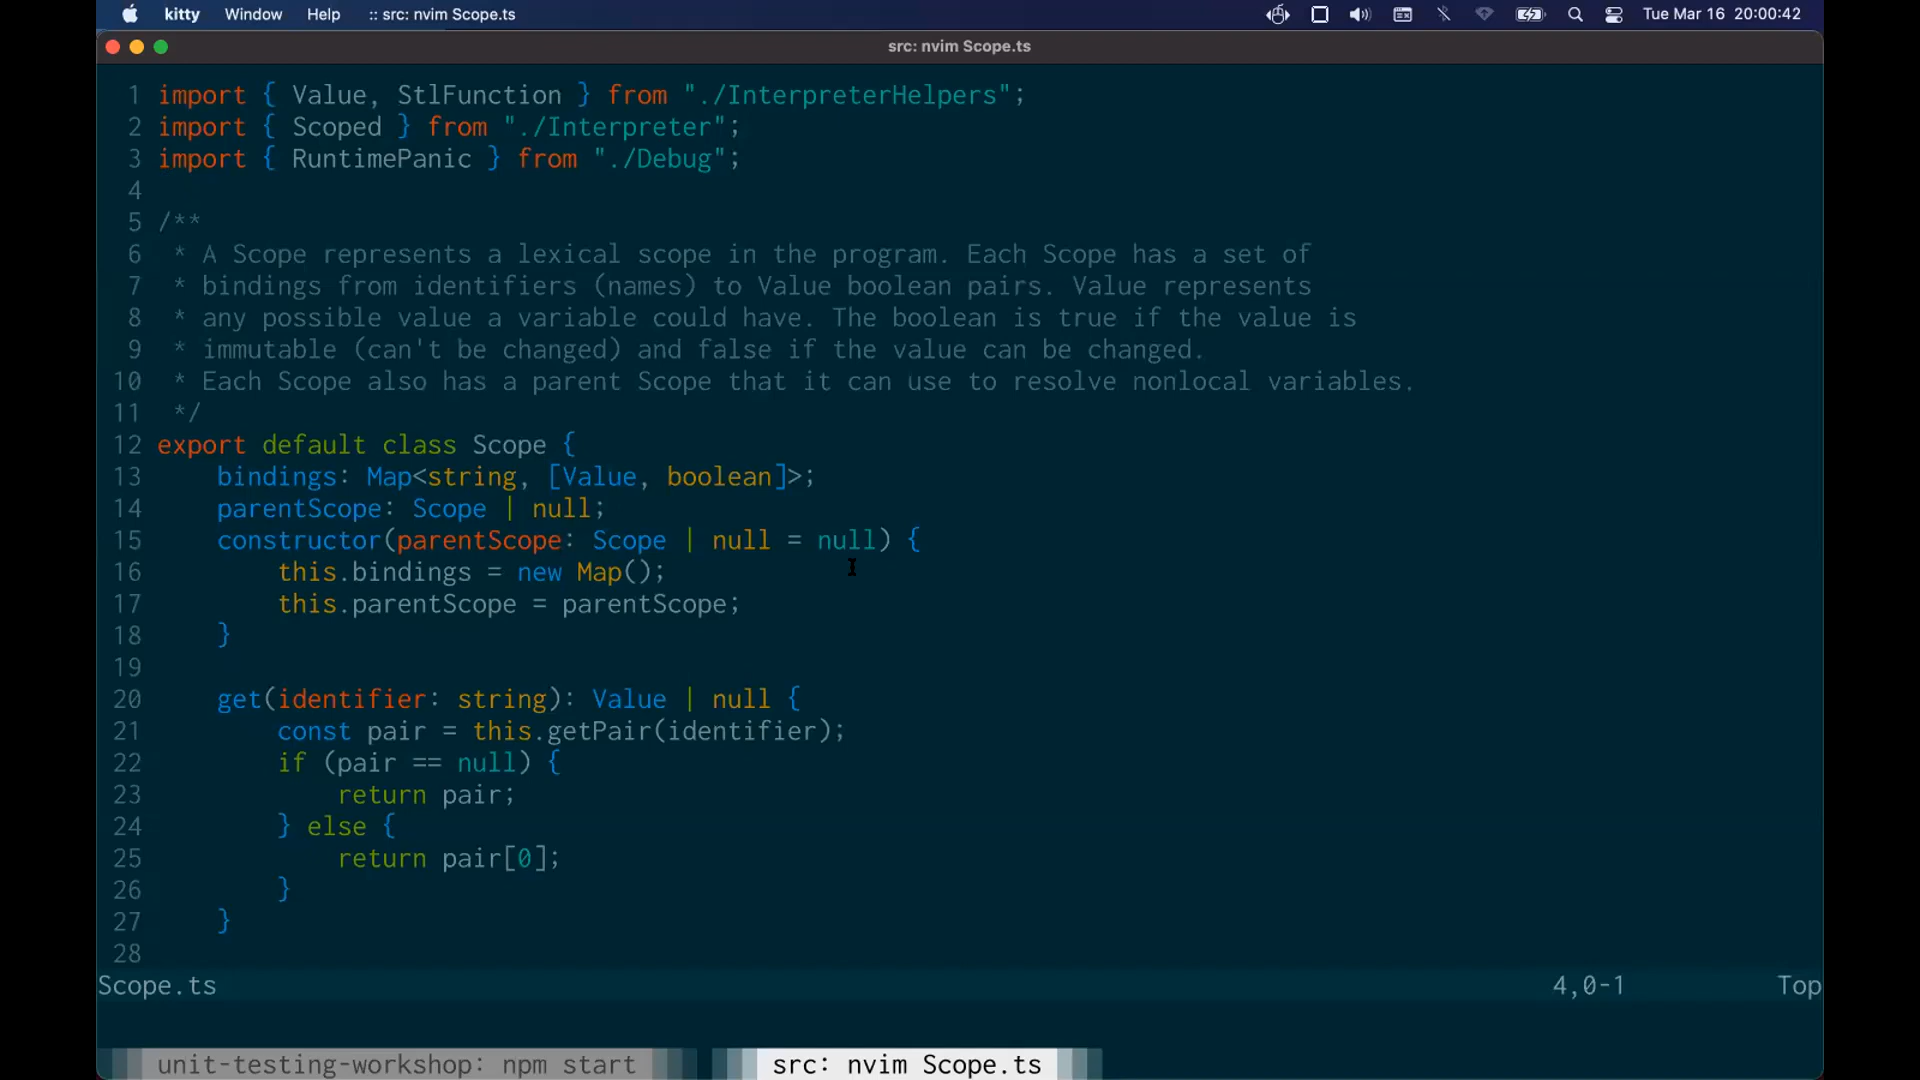 kitty Window Help :: src: nvim Scope.ts Tue Mar 16 20:00:42
src: nvim Scope.ts
1 import { Value, StlFunction } from "./InterpreterHelpers";
2 import { Scoped } from "./Interpreter";
3 import { RuntimePanic } from "./Debug";
4
5 /**
6  * A Scope represents a lexical scope in the program. Each Scope has a set of
7  * bindings from identifiers (names) to Value boolean pairs. Value represents
8  * any possible value a variable could have. The boolean is true if the value is
9  * immutable (can't be changed) and false if the value can be changed.
10  * Each Scope also has a parent Scope that it can use to resolve nonlocal variables.
11  */
12 export default class Scope {
13     bindings: Map<string, [Value, boolean]>;
14     parentScope: Scope | null;
15     constructor(parentScope: Scope | null = null) {
16         this.bindings = new Map();
17         this.parentScope = parentScope;
18     }
19
20     get(identifier: string): Value | null {
21         const pair = this.getPair(identifier);
22         if (pair == null) {
23             return pair;
24         } else {
25             return pair[0];
26         }
27     }
28
Scope.ts 4,0-1 Top
unit-testing-workshop: npm start src: nvim Scope.ts